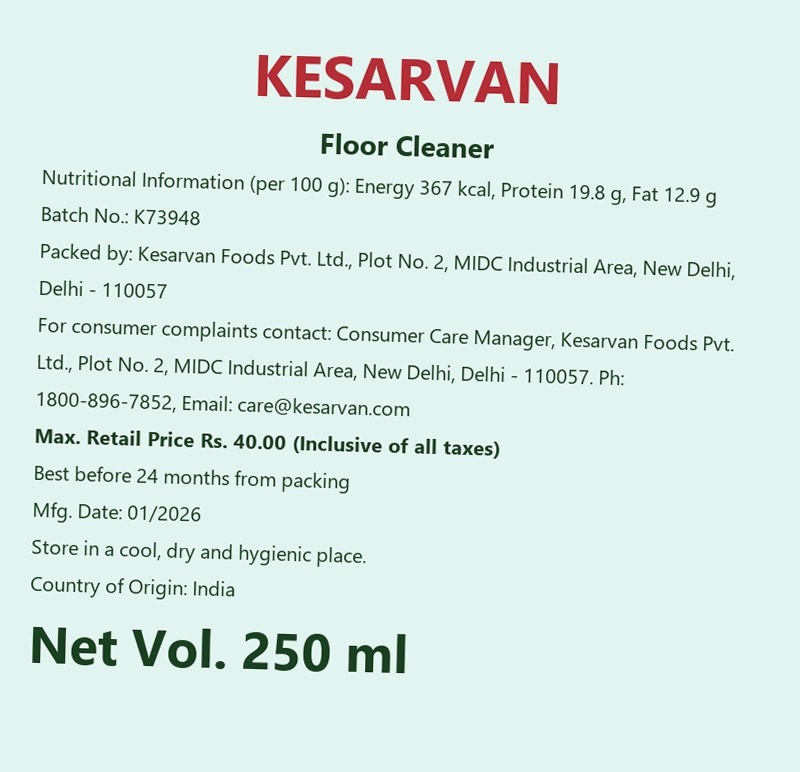 KESARVAN
Floor Cleaner
Nutritional Information (per 100 g): Energy 367 kcal, Protein 19.8 g, Fat 12.9 g
Batch No.: K73948
Packed by: Kesarvan Foods Pvt. Ltd., Plot No. 2, MIDC Industrial Area, New Delhi,
Delhi - 110057
For consumer complaints contact: Consumer Care Manager, Kesarvan Foods Pvt.
Ltd., Plot No. 2, MIDC Industrial Area, New Delhi, Delhi - 110057. Ph:
1800-896-7852, Email: care@kesarvan.com
Max. Retail Price Rs. 40.00 (Inclusive of all taxes)
Best before 24 months from packing
Mfg. Date: 01/2026
Store in a cool, dry and hygienic place.
Country of Origin: India
Net Vol. 250 ml